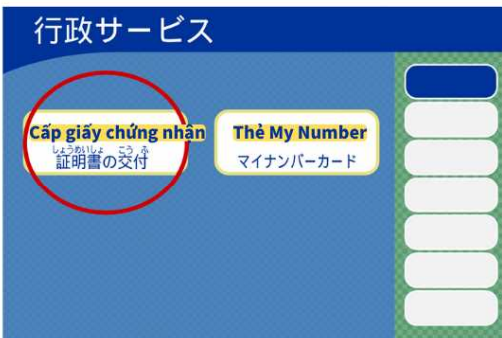 行政サービス
Cấp giấy chứng nhận
しょうめいしょ こうふ
証明書の交付
Thẻ My Number
マイナンバーカード